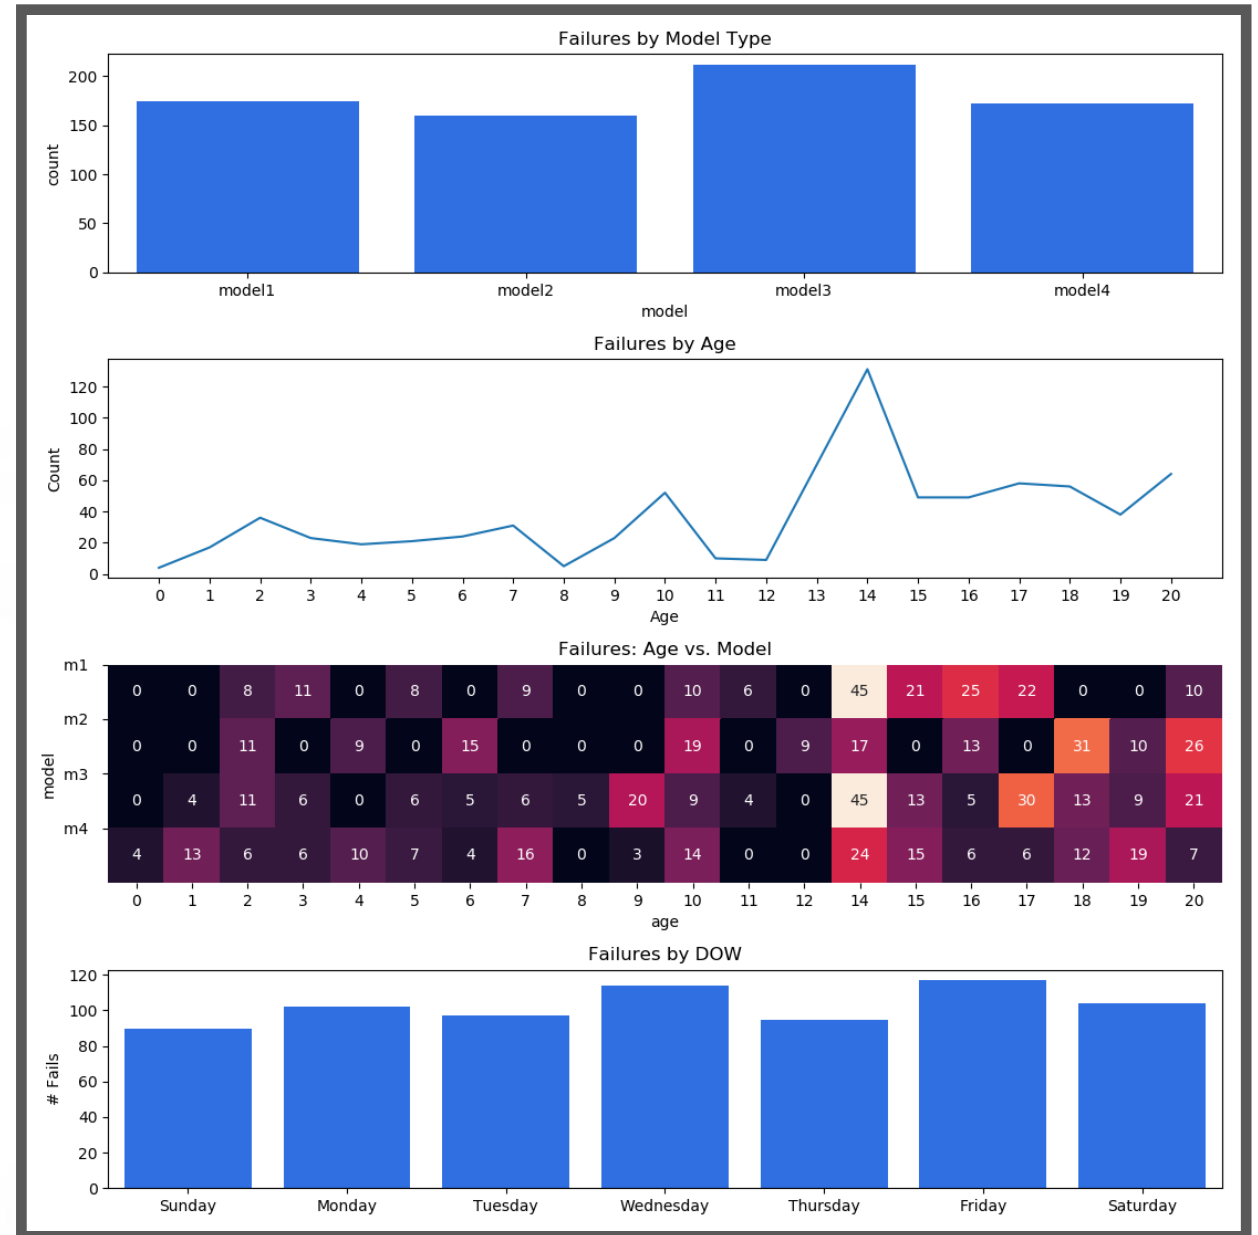 Failures by Model Type
200
150
100
50
0
count
model1 model2 model3 model4
model
Failures by Age
120
100
80
60
40
20
0
Count
0 1 2 3 4 5 6 7 8 9 10 11 12 13 14 15 16 17 18 19 20
Age
Failures: Age vs. Model
m1
0 0 8 11 0 8 0 9 0 0 10 6 0 45 21 25 22 0 0 10
m2
0 0 11 0 9 0 15 0 0 0 19 0 9 17 0 13 0 31 10 26
model
m3
0 4 11 6 0 6 5 6 5 20 9 4 0 45 13 5 30 13 9 21
m4
4 13 6 6 10 7 4 16 0 3 14 0 0 24 15 6 6 12 19 7
0 1 2 3 4 5 6 7 8 9 10 11 12 14 15 16 17 18 19 20
age
Failures by DOW
120
100
80
60
40
20
0
# Fails
Sunday Monday Tuesday Wednesday Thursday Friday Saturday